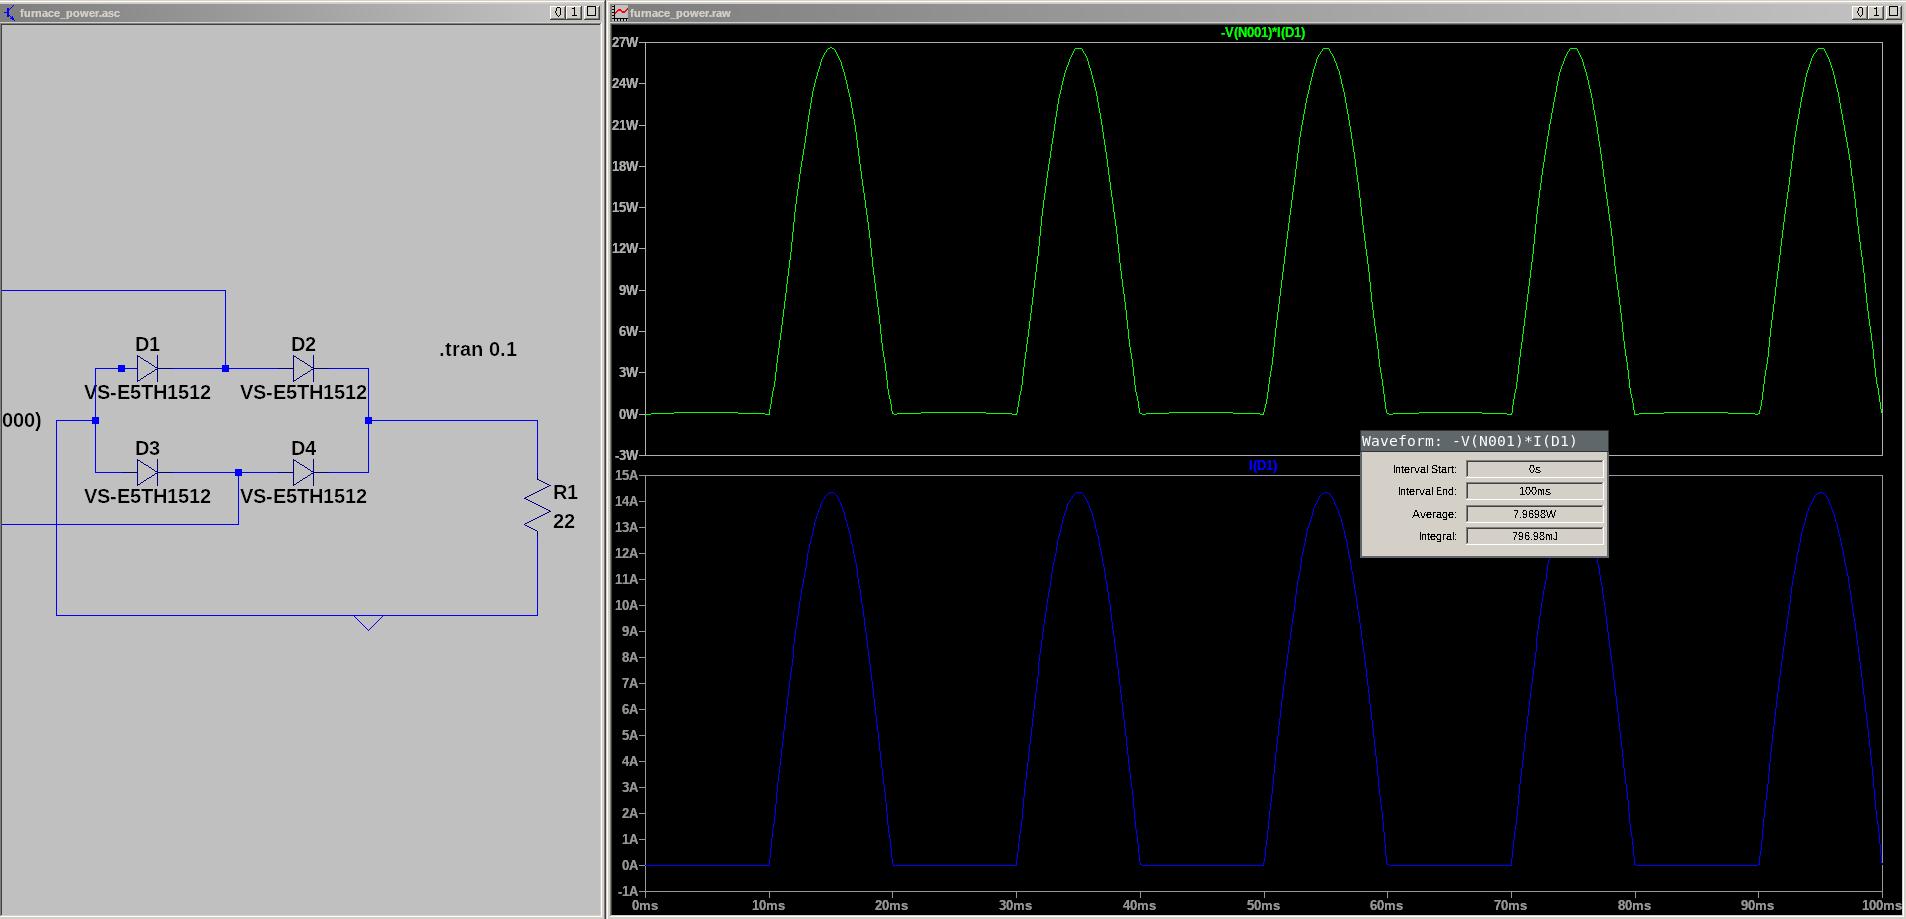 furnace_power.asc
D1
D2
.tran 0.1
VS-E5TH1512
VS-E5TH1512
000)
D3
D4
VS-E5TH1512
VS-E5TH1512
R1
22
furnace_power.raw
-V(N001)*I(D1)
27W
24W
21W
18W
15W
12W
9W
6W
3W
0W
-3W
I(D1)
15A
14A
13A
12A
11A
10A
9A
8A
7A
6A
5A
4A
3A
2A
1A
0A
-1A
0ms
10ms
20ms
30ms
40ms
50ms
60ms
70ms
80ms
90ms
100ms
Waveform: -V(N001)*I(D1)
Interval Start: 0s
Interval End: 100ms
Average: 7.9698W
Integral: 796.98mJ